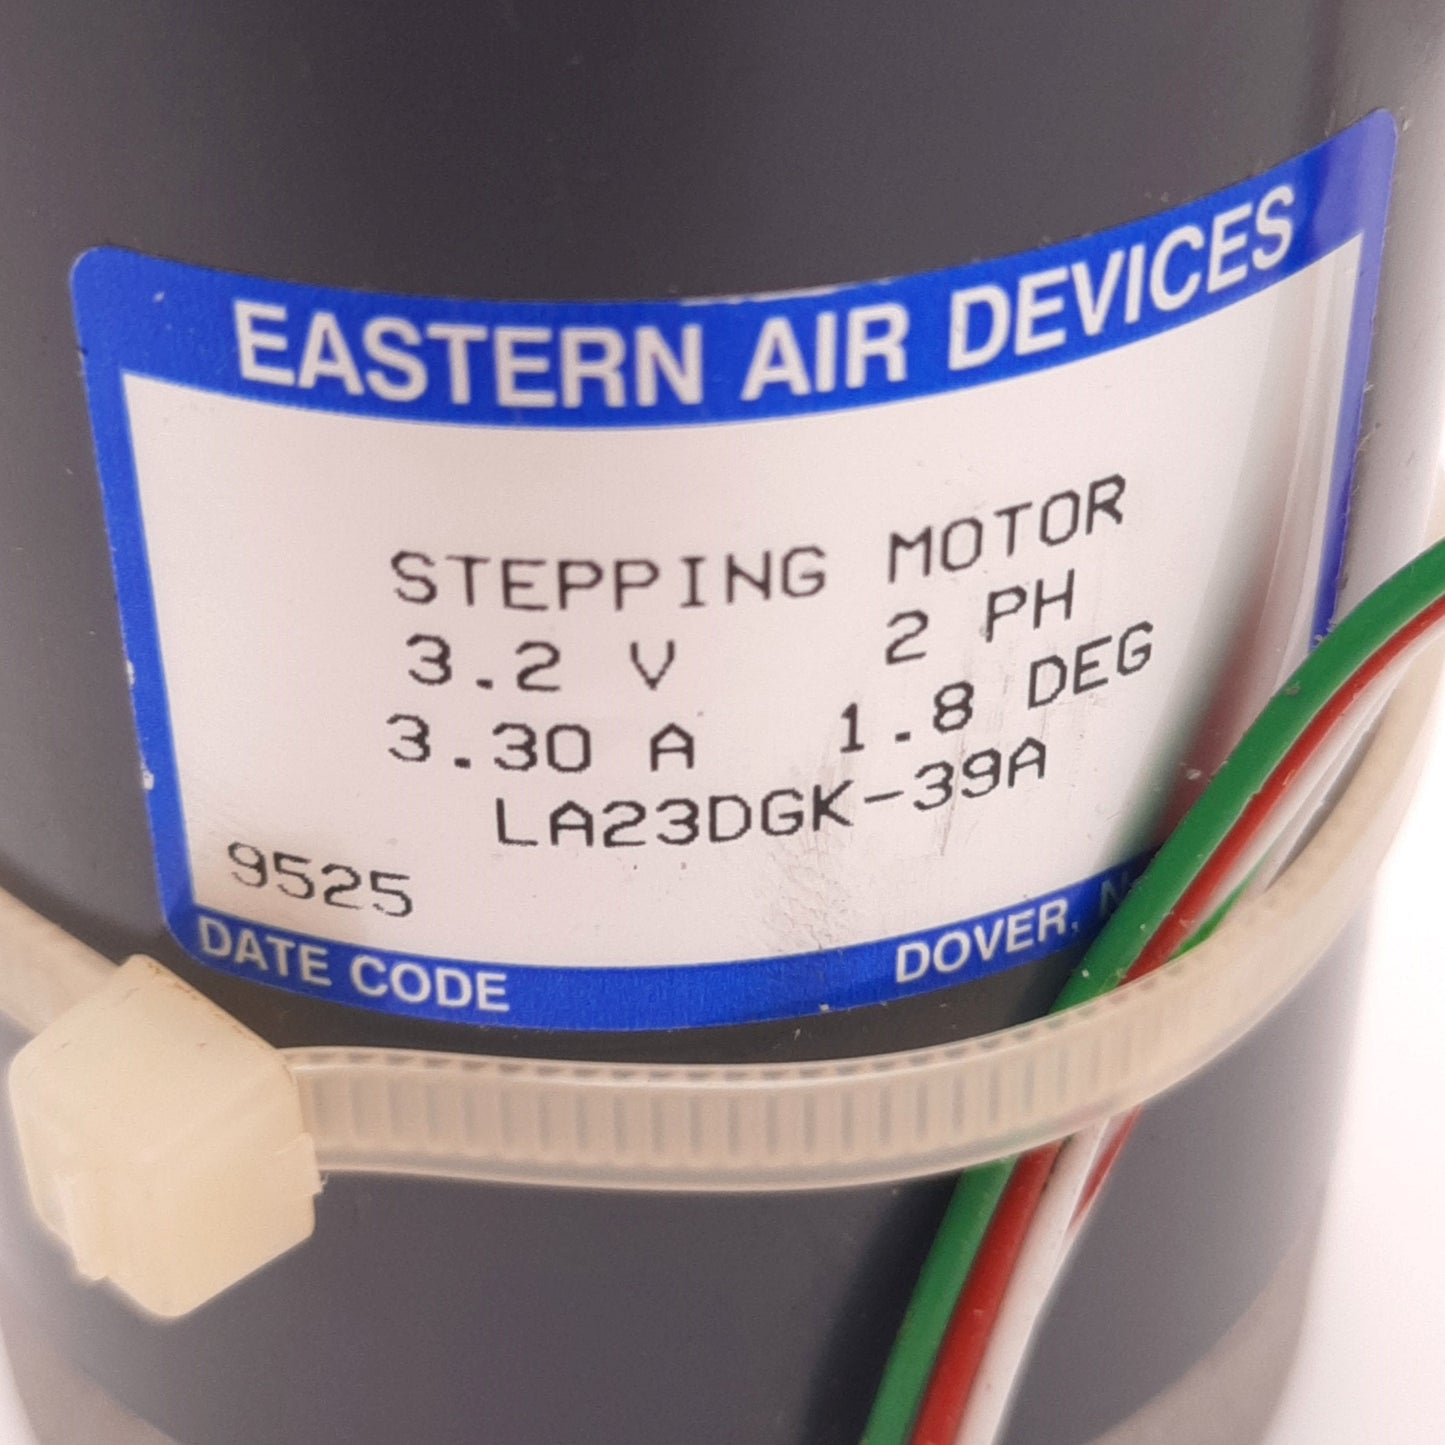 EASTERN AIR DEVICES
STEPPING MOTOR
3.2 V 2 PH
3.30 A 1.8 DEG
LA23DGK-39A
9525
DATE CODE DOVER,